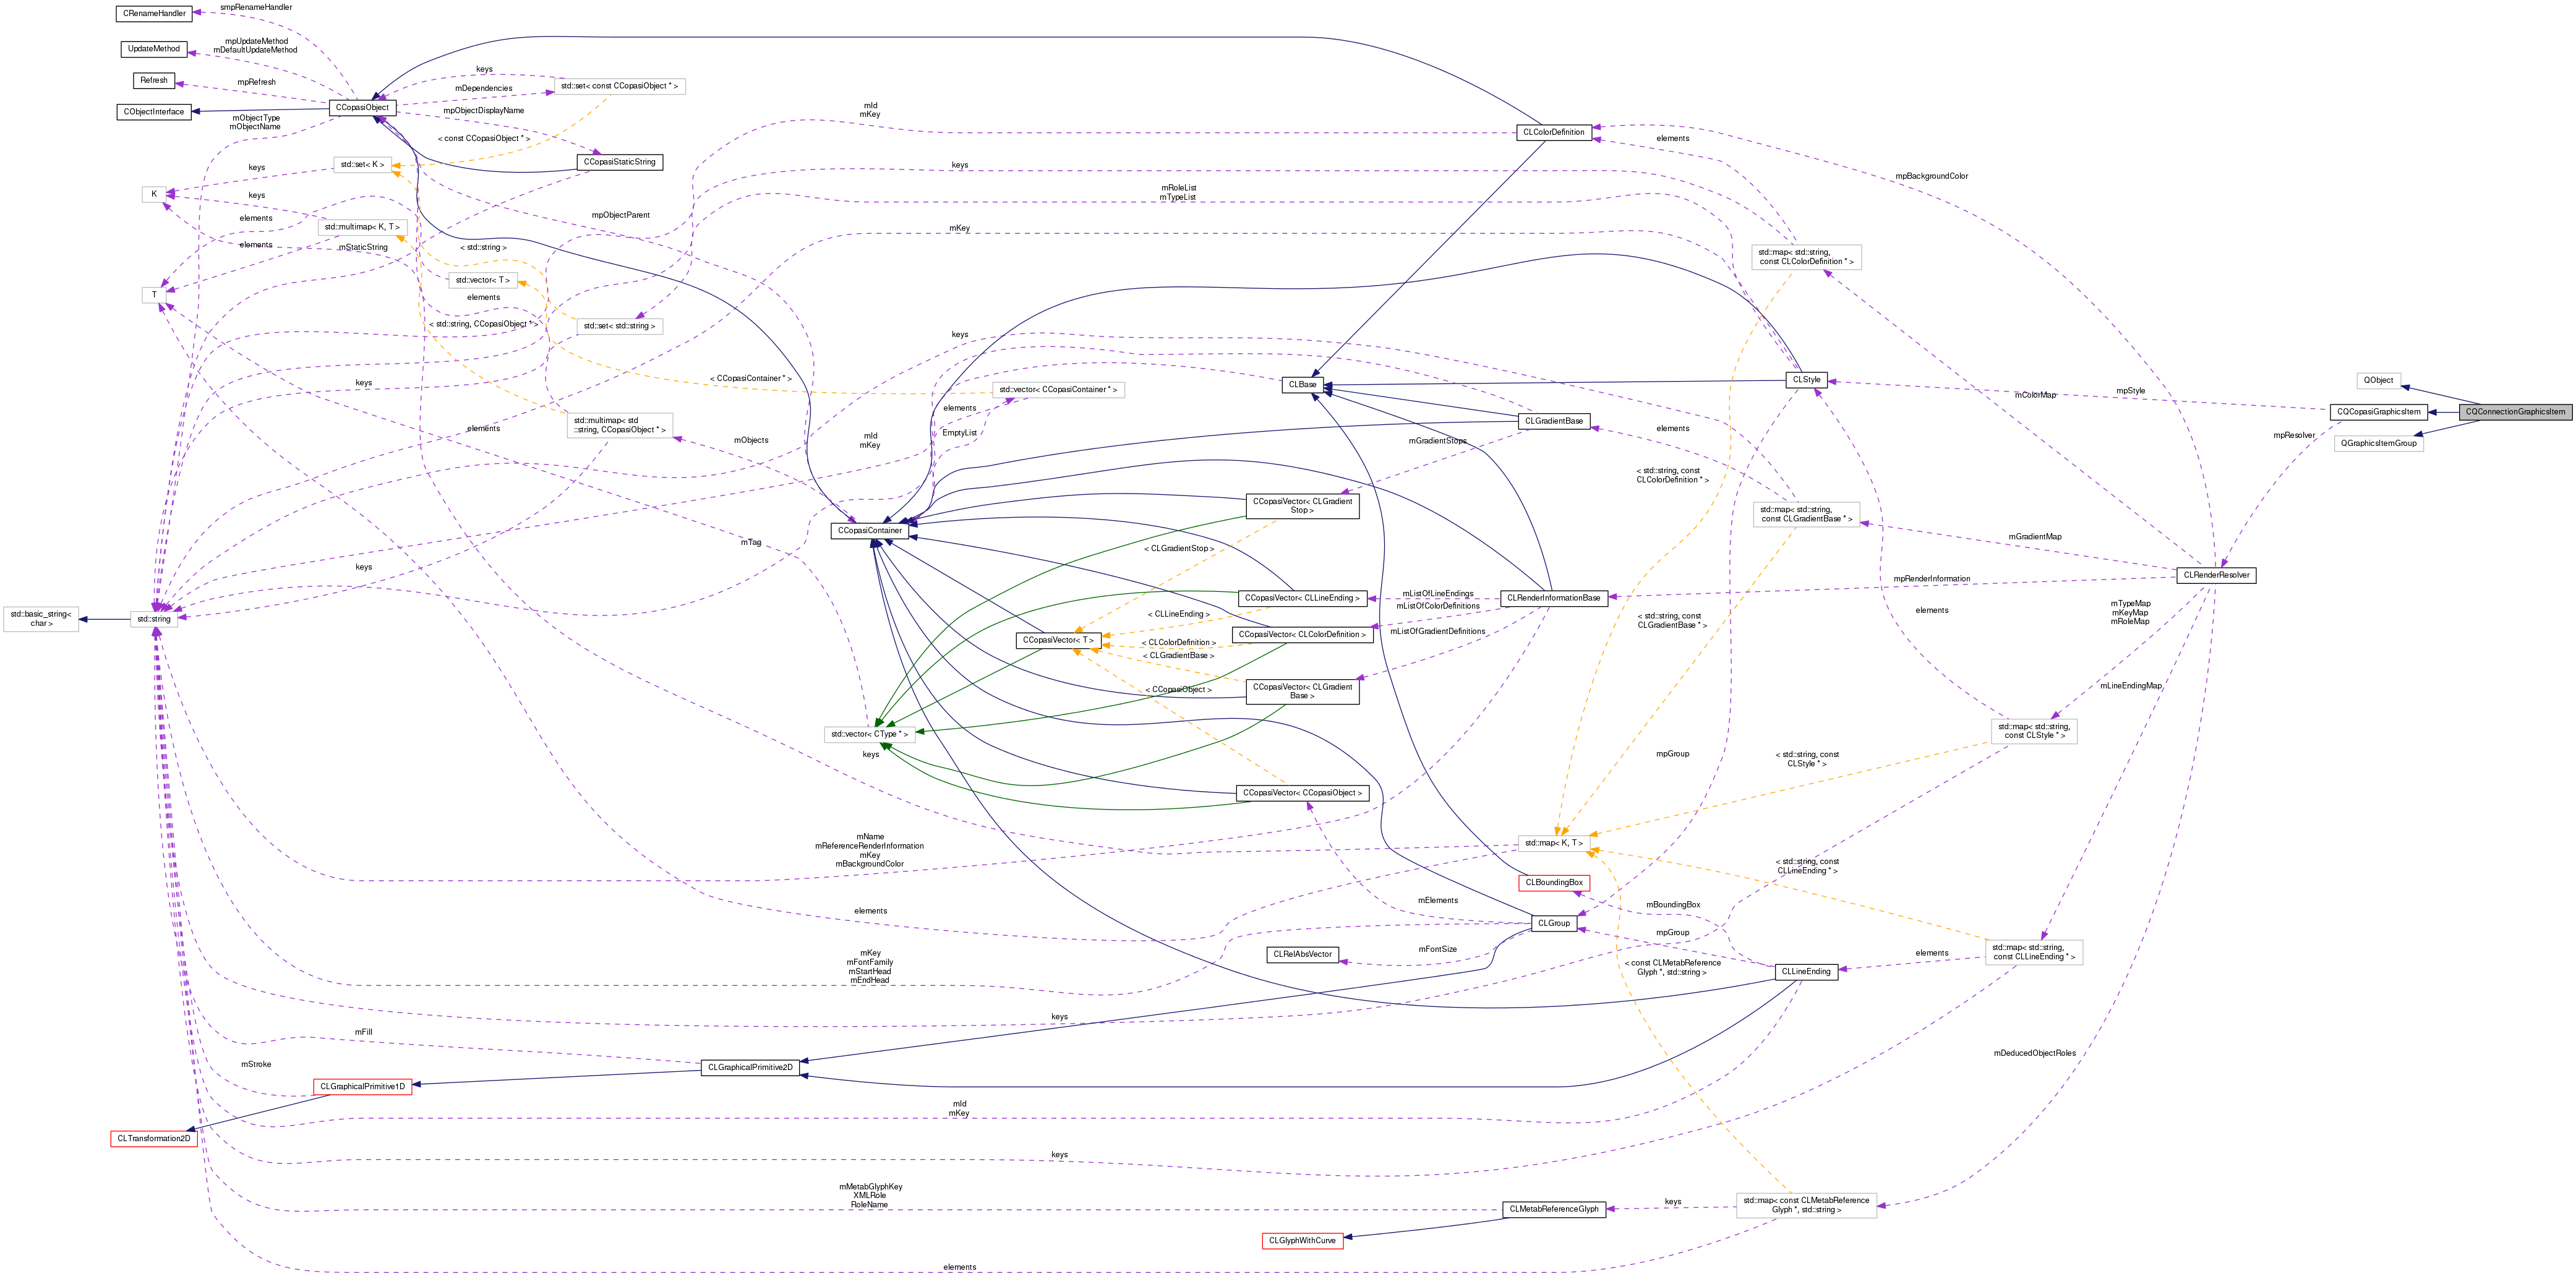 CRenameHandler
smpRenameHandler
UpdateMethod
mpUpdateMethod
mDefaultUpdateMethod
Refresh
mpRefresh
CObjectInterface
CCopasiObject
keys
mDependencies
mpObjectDisplayName
std::set< const CCopasiObject * >
< const CCopasiObject * >
CCopasiStaticString
mObjectType
mObjectName
std::set< K >
keys
K
keys
std::multimap< K, T >
elements
elements
mStaticString
< std::string >
std::vector< T >
T
elements
< std::string, CCopasiObject * >
std::set< std::string >
keys
mpObjectParent
mId
mKey
keys
mRoleList
mTypeList
mKey
CLColorDefinition
elements
mpBackgroundColor
std::map< std::string,
const CLColorDefinition * >
keys
< CCopasiContainer * >
std::vector< CCopasiContainer * >
CLBase
CLStyle
mpStyle
mColorMap
QObject
CQCopasiGraphicsItem
CQConnectionGraphicsItem
QGraphicsItemGroup
mpResolver
std::multimap< std
::string, CCopasiObject * >
elements
mObjects
mId
mKey
elements
EmptyList
CLGradientBase
elements
mGradientStops
< std::string, const
CLColorDefinition * >
CCopasiVector< CLGradient
Stop >
std::map< std::string,
const CLGradientBase * >
CCopasiContainer
mTag
< CLGradientStop >
mGradientMap
keys
CLRenderResolver
mpRenderInformation
std::basic_string<
char >
std::string
CCopasiVector< CLLineEnding >
mListOfLineEndings
CLRenderInformationBase
mListOfColorDefinitions
< CLLineEnding >
CCopasiVector< CLColorDefinition >
mListOfGradientDefinitions
CCopasiVector< T >
< CLColorDefinition >
< CLGradientBase >
< std::string, const
CLGradientBase * >
elements
mTypeMap
mKeyMap
mRoleMap
CCopasiVector< CLGradient
Base >
< CCopasiObject >
mLineEndingMap
std::vector< CType * >
std::map< std::string,
const CLStyle * >
keys
mpGroup
< std::string, const
CLStyle * >
CCopasiVector< CCopasiObject >
mName
mReferenceRenderInformation
mKey
mBackgroundColor
std::map< K, T >
< std::string, const
CLLineEnding * >
CLBoundingBox
mElements
mBoundingBox
elements
CLGroup
mpGroup
mFontSize
CLRelAbsVector
std::map< std::string,
const CLLineEnding * >
elements
< const CLMetabReference
Glyph *, std::string >
CLLineEnding
mKey
mFontFamily
mStartHead
mEndHead
keys
mFill
mStroke
CLGraphicalPrimitive2D
CLGraphicalPrimitive1D
mDeducedObjectRoles
mId
mKey
CLTransformation2D
keys
mMetabGlyphKey
XMLRole
RoleName
CLMetabReferenceGlyph
keys
std::map< const CLMetabReference
Glyph *, std::string >
CLGlyphWithCurve
elements